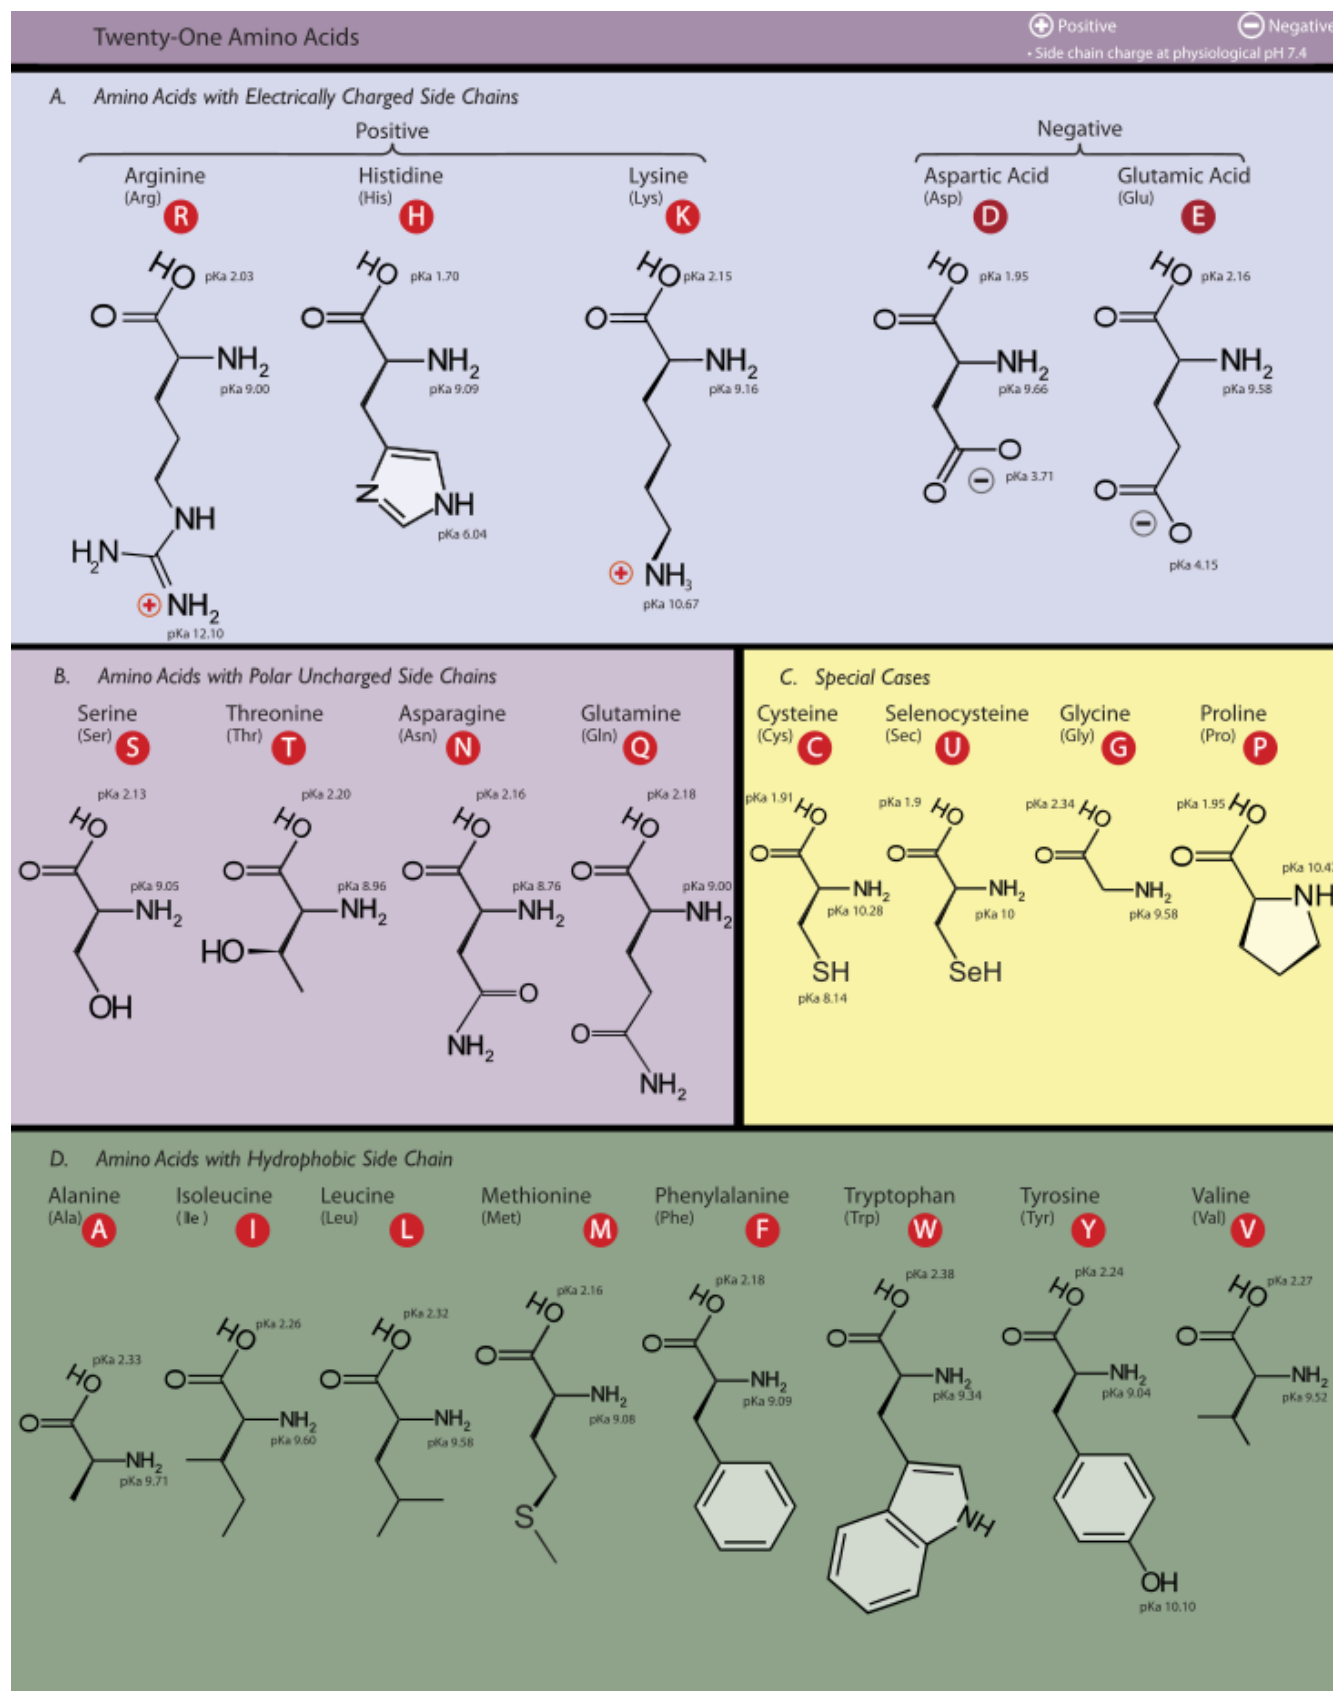 Twenty-One Amino Acids
+ Positive − Negative
• Side chain charge at physiological pH 7.4
A. Amino Acids with Electrically Charged Side Chains
Positive
Negative
Arginine
(Arg)
R
HO pKa 2.03
O
NH2
pKa 9.00
NH
H2N
+ NH2
pKa 12.10
Histidine
(His)
H
HO pKa 1.70
O
NH2
pKa 9.09
N
NH
pKa 6.04
Lysine
(Lys)
K
HO pKa 2.15
O
NH2
pKa 9.16
+ NH3
pKa 10.67
Aspartic Acid
(Asp)
D
HO pKa 1.95
O
NH2
pKa 9.66
O
− pKa 3.71
O
Glutamic Acid
(Glu)
E
HO pKa 2.16
O
NH2
pKa 9.58
O
− O
pKa 4.15
B. Amino Acids with Polar Uncharged Side Chains
Serine
(Ser)
S
pKa 2.13
HO
O
pKa 9.05
NH2
OH
Threonine
(Thr)
T
pKa 2.20
HO
O
pKa 8.96
NH2
HO
Asparagine
(Asn)
N
pKa 2.16
HO
O
pKa 8.76
NH2
O
NH2
Glutamine
(Gln)
Q
pKa 2.18
HO
O
pKa 9.00
NH2
O
NH2
C. Special Cases
Cysteine
(Cys)
C
pKa 1.91 HO
O
NH2
pKa 10.28
SH
pKa 8.14
Selenocysteine
(Sec)
U
pKa 1.9 HO
O
NH2
pKa 10
SeH
Glycine
(Gly)
G
pKa 2.34 HO
O
NH2
pKa 9.58
Proline
(Pro)
P
pKa 1.95 HO
O
pKa 10.47
NH
D. Amino Acids with Hydrophobic Side Chain
Alanine
(Ala)
A
pKa 2.33
HO
O
NH2
pKa 9.71
Isoleucine
(Ile)
I
HO pKa 2.26
O
NH2
pKa 9.60
Leucine
(Leu)
L
pKa 2.32
HO
O
NH2
pKa 9.58
Methionine
(Met)
M
pKa 2.16
HO
O
NH2
pKa 9.08
S
Phenylalanine
(Phe)
F
pKa 2.18
HO
O
NH2
pKa 9.09
Tryptophan
(Trp)
W
pKa 2.38
HO
O
NH2
pKa 9.34
NH
Tyrosine
(Tyr)
Y
pKa 2.24
HO
O
NH2
pKa 9.04
OH
pKa 10.10
Valine
(Val)
V
pKa 2.27
HO
O
NH2
pKa 9.52